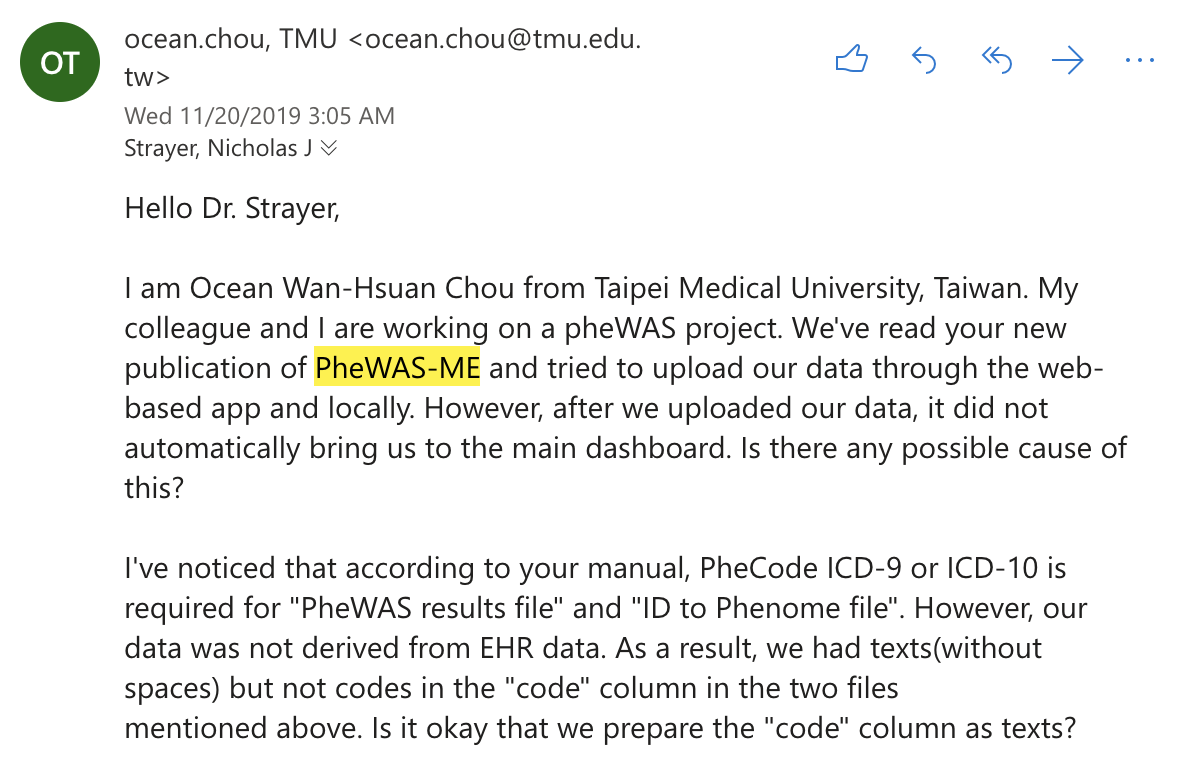 OT
ocean.chou, TMU <ocean.chou@tmu.edu.
tw>
Wed 11/20/2019 3:05 AM
Strayer, Nicholas J
Hello Dr. Strayer,
I am Ocean Wan-Hsuan Chou from Taipei Medical University, Taiwan. My
colleague and I are working on a pheWAS project. We've read your new
publication of PheWAS-ME and tried to upload our data through the web-
based app and locally. However, after we uploaded our data, it did not
automatically bring us to the main dashboard. Is there any possible cause of
this?
I've noticed that according to your manual, PheCode ICD-9 or ICD-10 is
required for "PheWAS results file" and "ID to Phenome file". However, our
data was not derived from EHR data. As a result, we had texts(without
spaces) but not codes in the "code" column in the two files
mentioned above. Is it okay that we prepare the "code" column as texts?